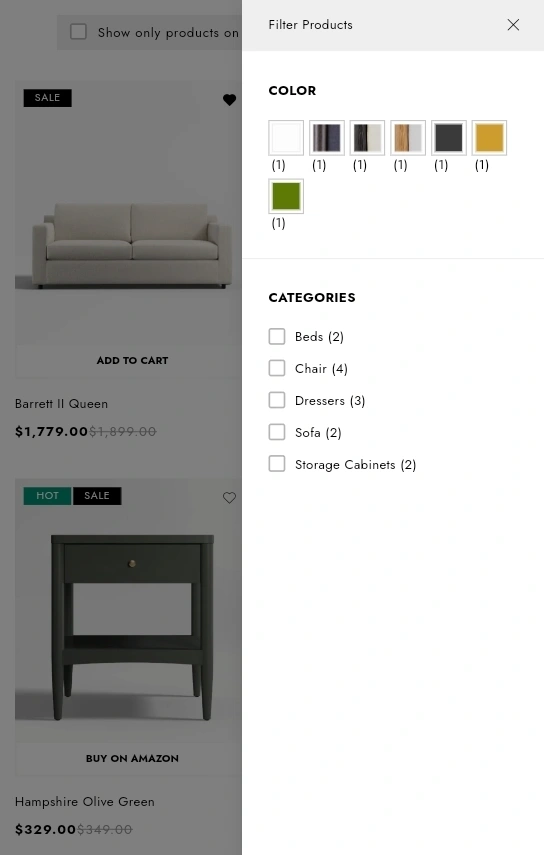 Show only products on
SALE
ADD TO CART
Barrett II Queen
$1,779.00$1,899.00
HOT SALE
BUY ON AMAZON
Hampshire Olive Green
$329.00$349.00
Filter Products
COLOR
(1) (1) (1) (1) (1) (1)
(1)
CATEGORIES
Beds (2)
Chair (4)
Dressers (3)
Sofa (2)
Storage Cabinets (2)